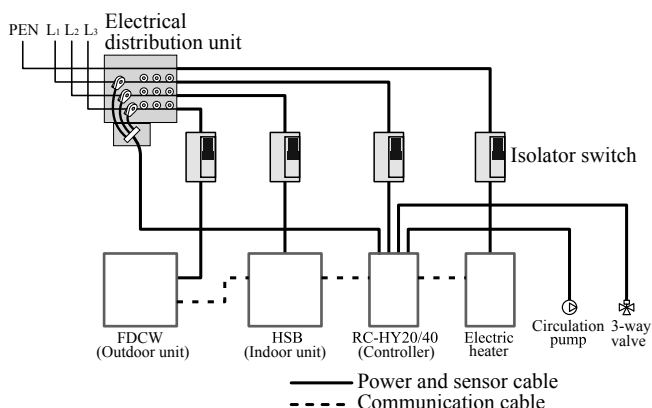 Electrical
distribution unit
PEN L1 L2 L3
Isolator switch
FDCW
(Outdoor unit)
HSB
(Indoor unit)
RC-HY20/40
(Controller)
Electric
heater
Circulation
pump
3-way
valve
Power and sensor cable
Communication cable